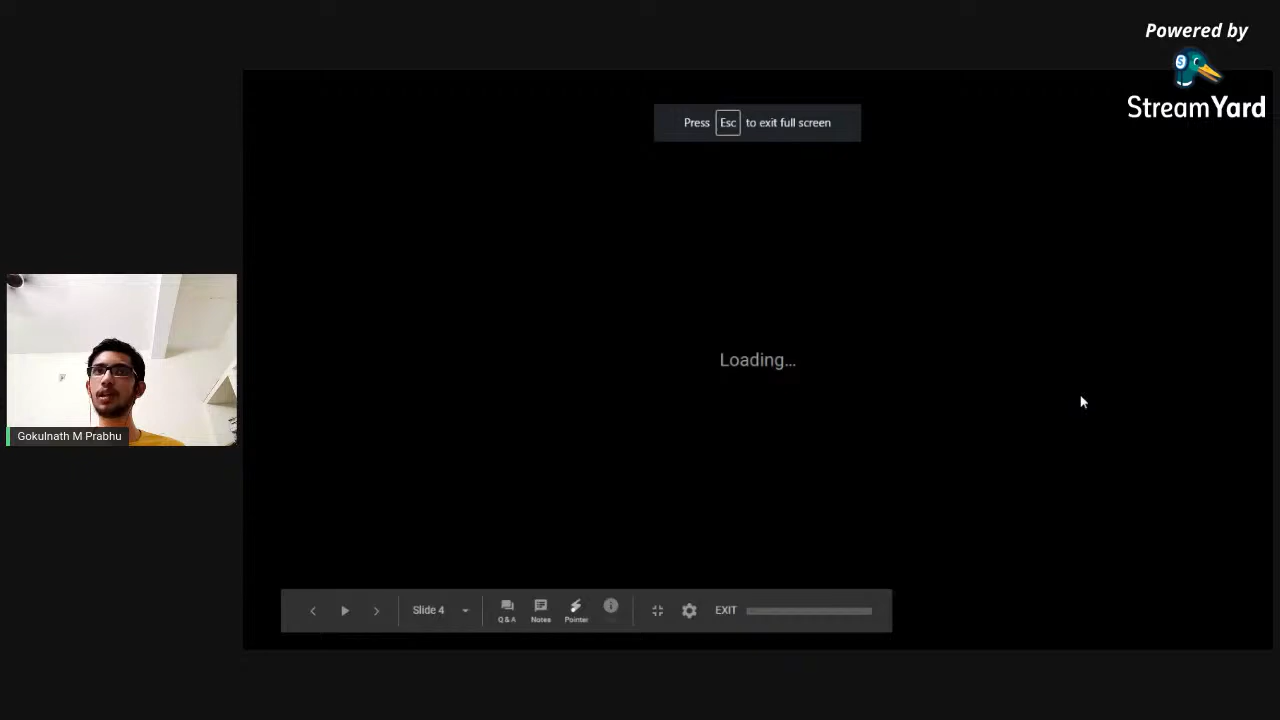 Powered by
StreamYard
Press Esc to exit full screen
Loading...
Gokulnath M Prabhu
Slide 4
Q & A
Notes
Pointer
EXIT